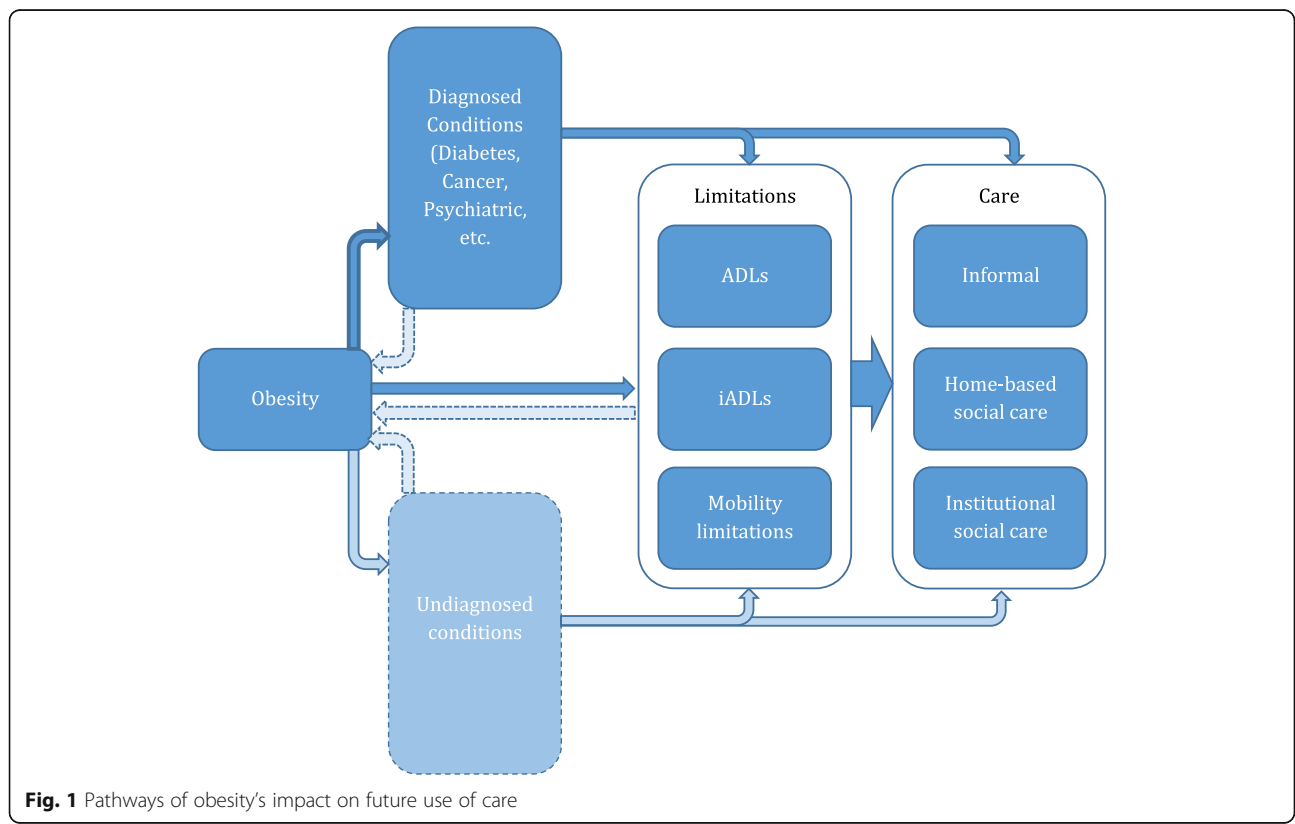 Diagnosed
Conditions
(Diabetes,
Cancer,
Psychiatric,
etc.
Limitations
Care
ADLs
Informal
Obesity
iADLs
Home-based
social care
Mobility
limitations
Institutional
social care
Undiagnosed
conditions
Fig. 1 Pathways of obesity’s impact on future use of care